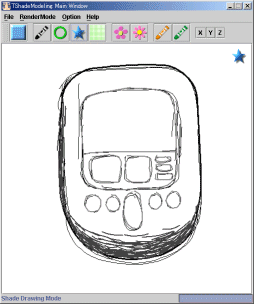 TShadeModeling Main Window
File RenderMode Option Help
X Y Z
Shade Drawing Mode